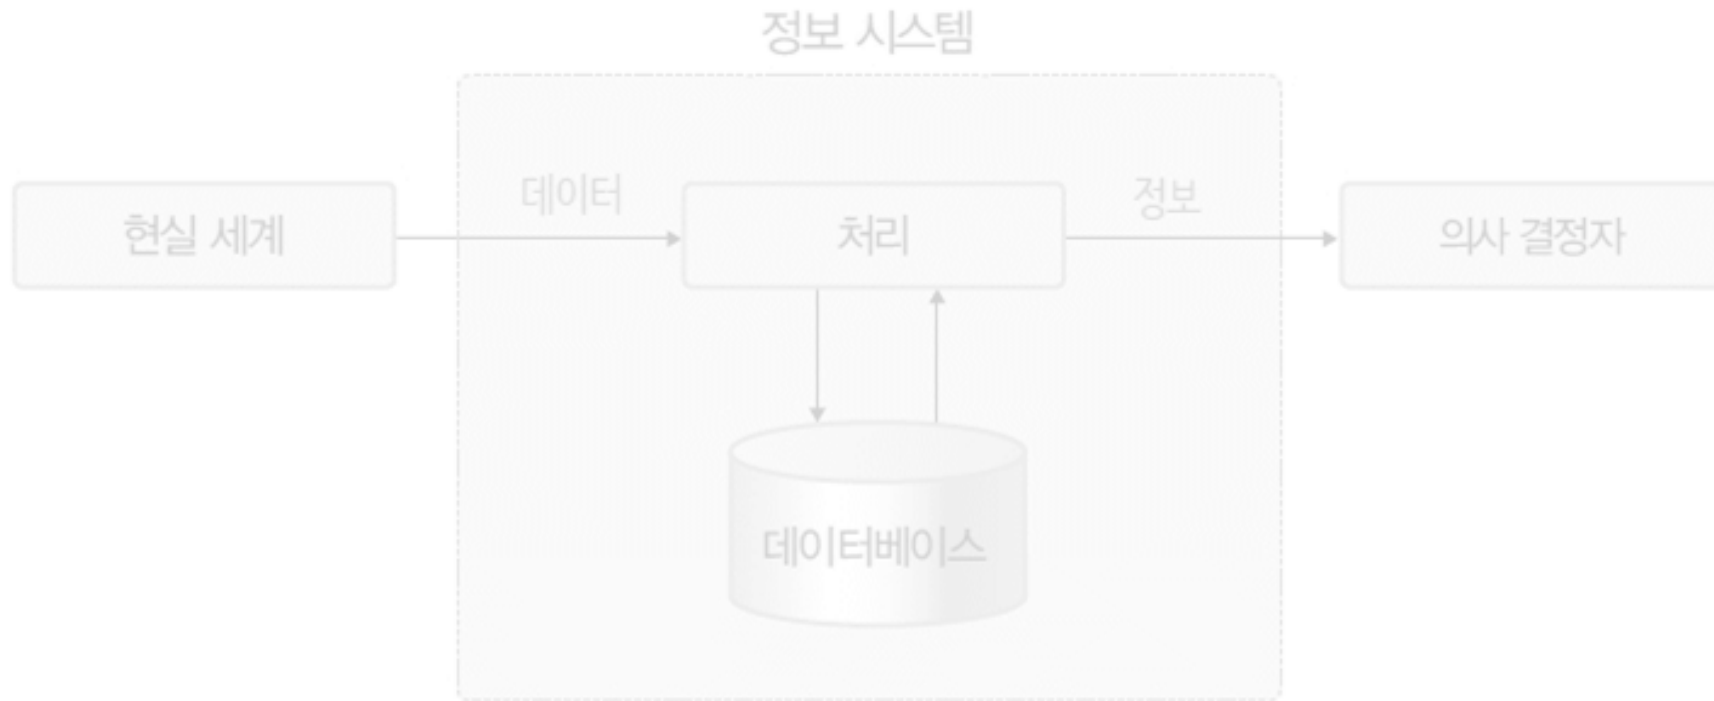 정보 시스템
현실 세계
데이터
처리
정보
의사 결정자
데이터베이스